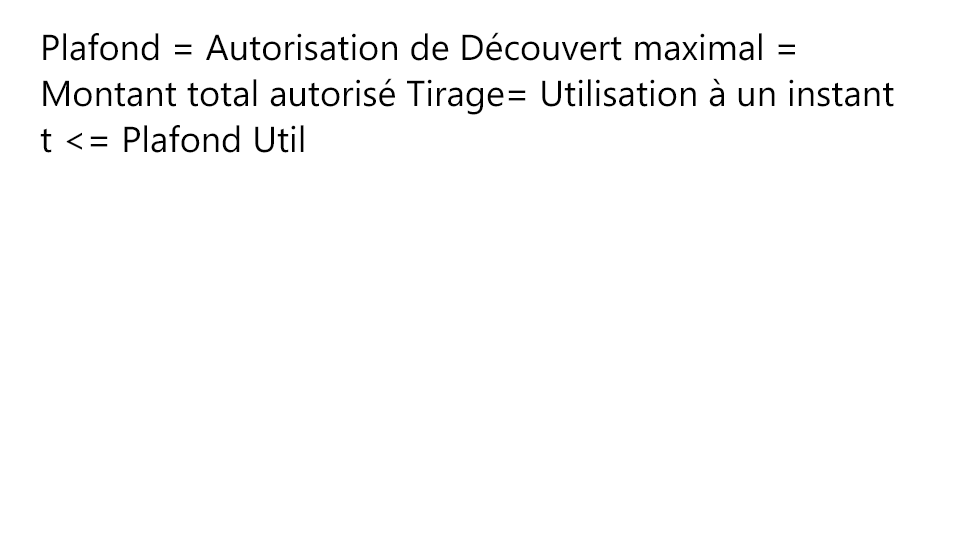 Plafond = Autorisation de Découvert maximal =
Montant total autorisé Tirage= Utilisation à un instant
t <= Plafond Util